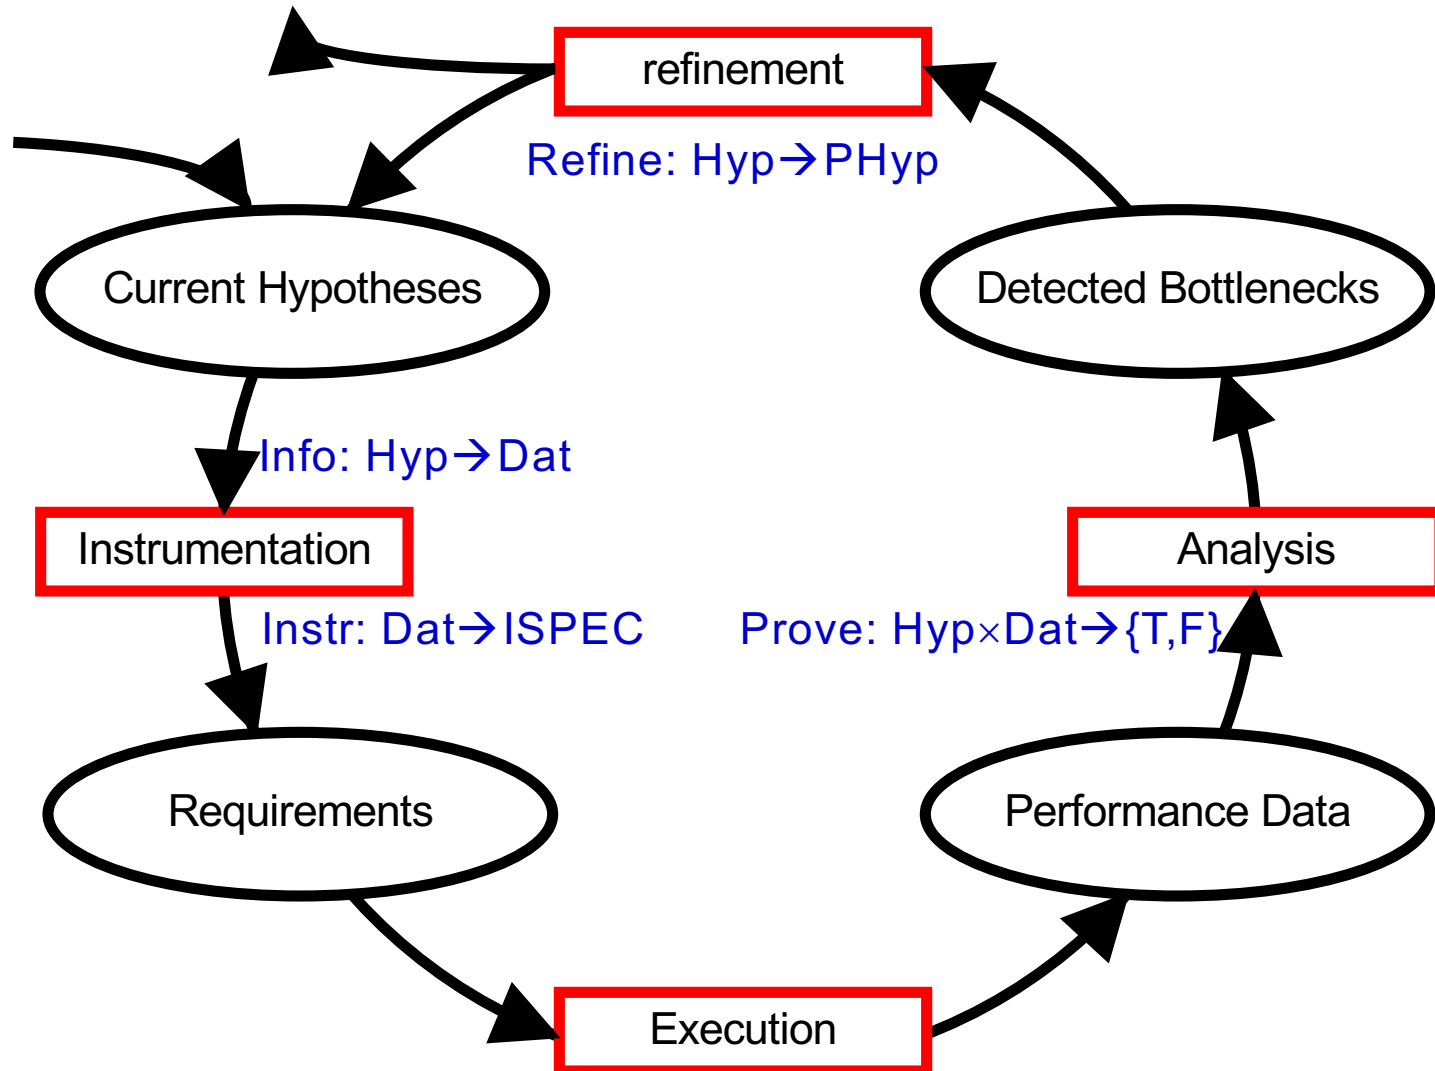 refinement
Refine: Hyp→PHyp
Current Hypotheses
Detected Bottlenecks
Info: Hyp→Dat
Instrumentation
Analysis
Instr: Dat→ISPEC
Prove: Hyp×Dat→{T,F}
Requirements
Performance Data
Execution